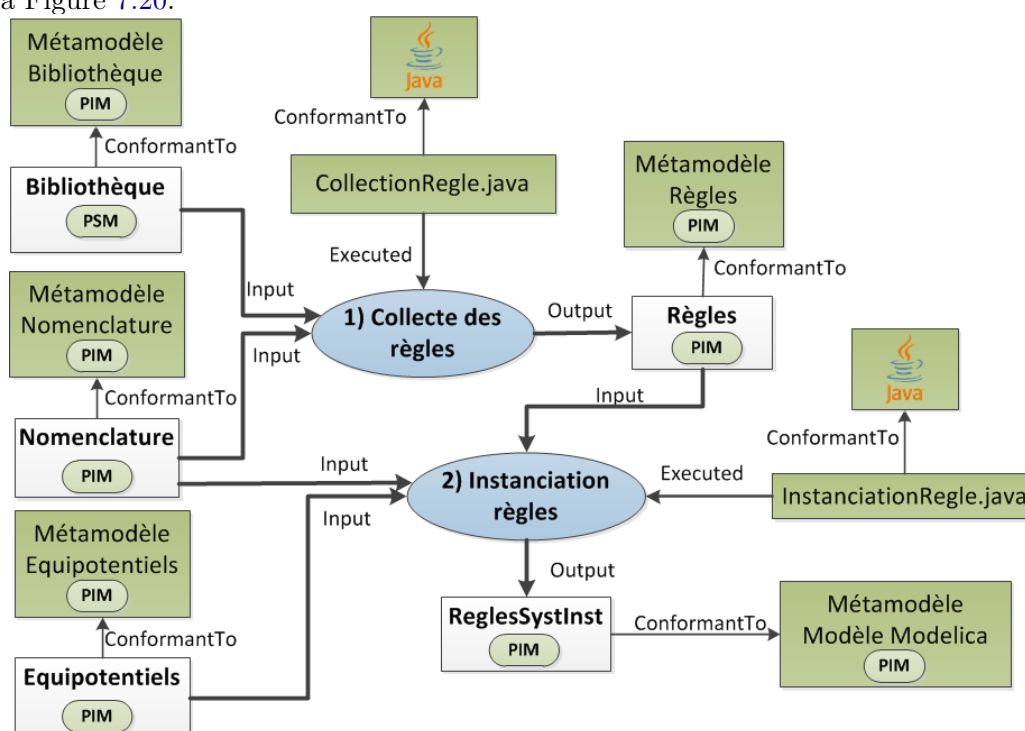 a Figure 7.20.
Métamodèle
Bibliothèque
PIM
ConformantTo
Bibliothèque
PSM
Java
ConformantTo
CollectionRegle.java
Executed
Métamodèle
Règles
PIM
ConformantTo
Input
Métamodèle
Nomenclature
PIM
ConformantTo
Input
1) Collecte des
règles
Output
Règles
PIM
Input
Java
ConformantTo
Nomenclature
PIM
Input
Input
2) Instanciation
règles
Executed
InstanciationRegle.java
Métamodèle
Equipotentiels
PIM
ConformantTo
Output
Equipotentiels
PIM
ReglesSystInst
PIM
ConformantTo
Métamodèle
Modèle Modelica
PIM